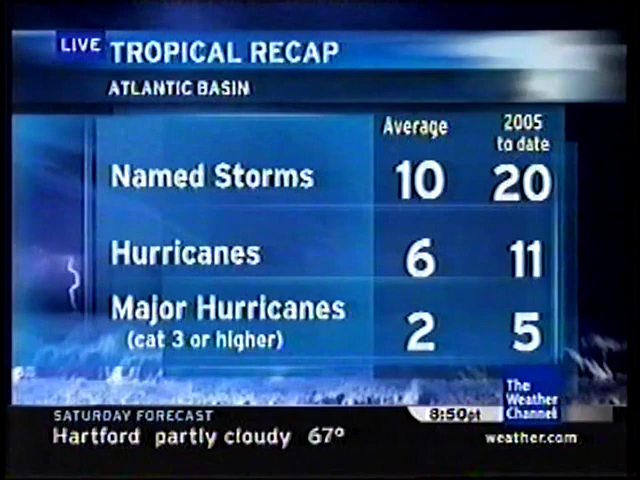 LIVE TROPICAL RECAP
ATLANTIC BASIN
Average 2005 to date
Named Storms 10 20
Hurricanes 6 11
Major Hurricanes (cat 3 or higher) 2 5
The Weather Channel
SATURDAY FORECAST 8:50pt
Hartford partly cloudy 67° weather.com